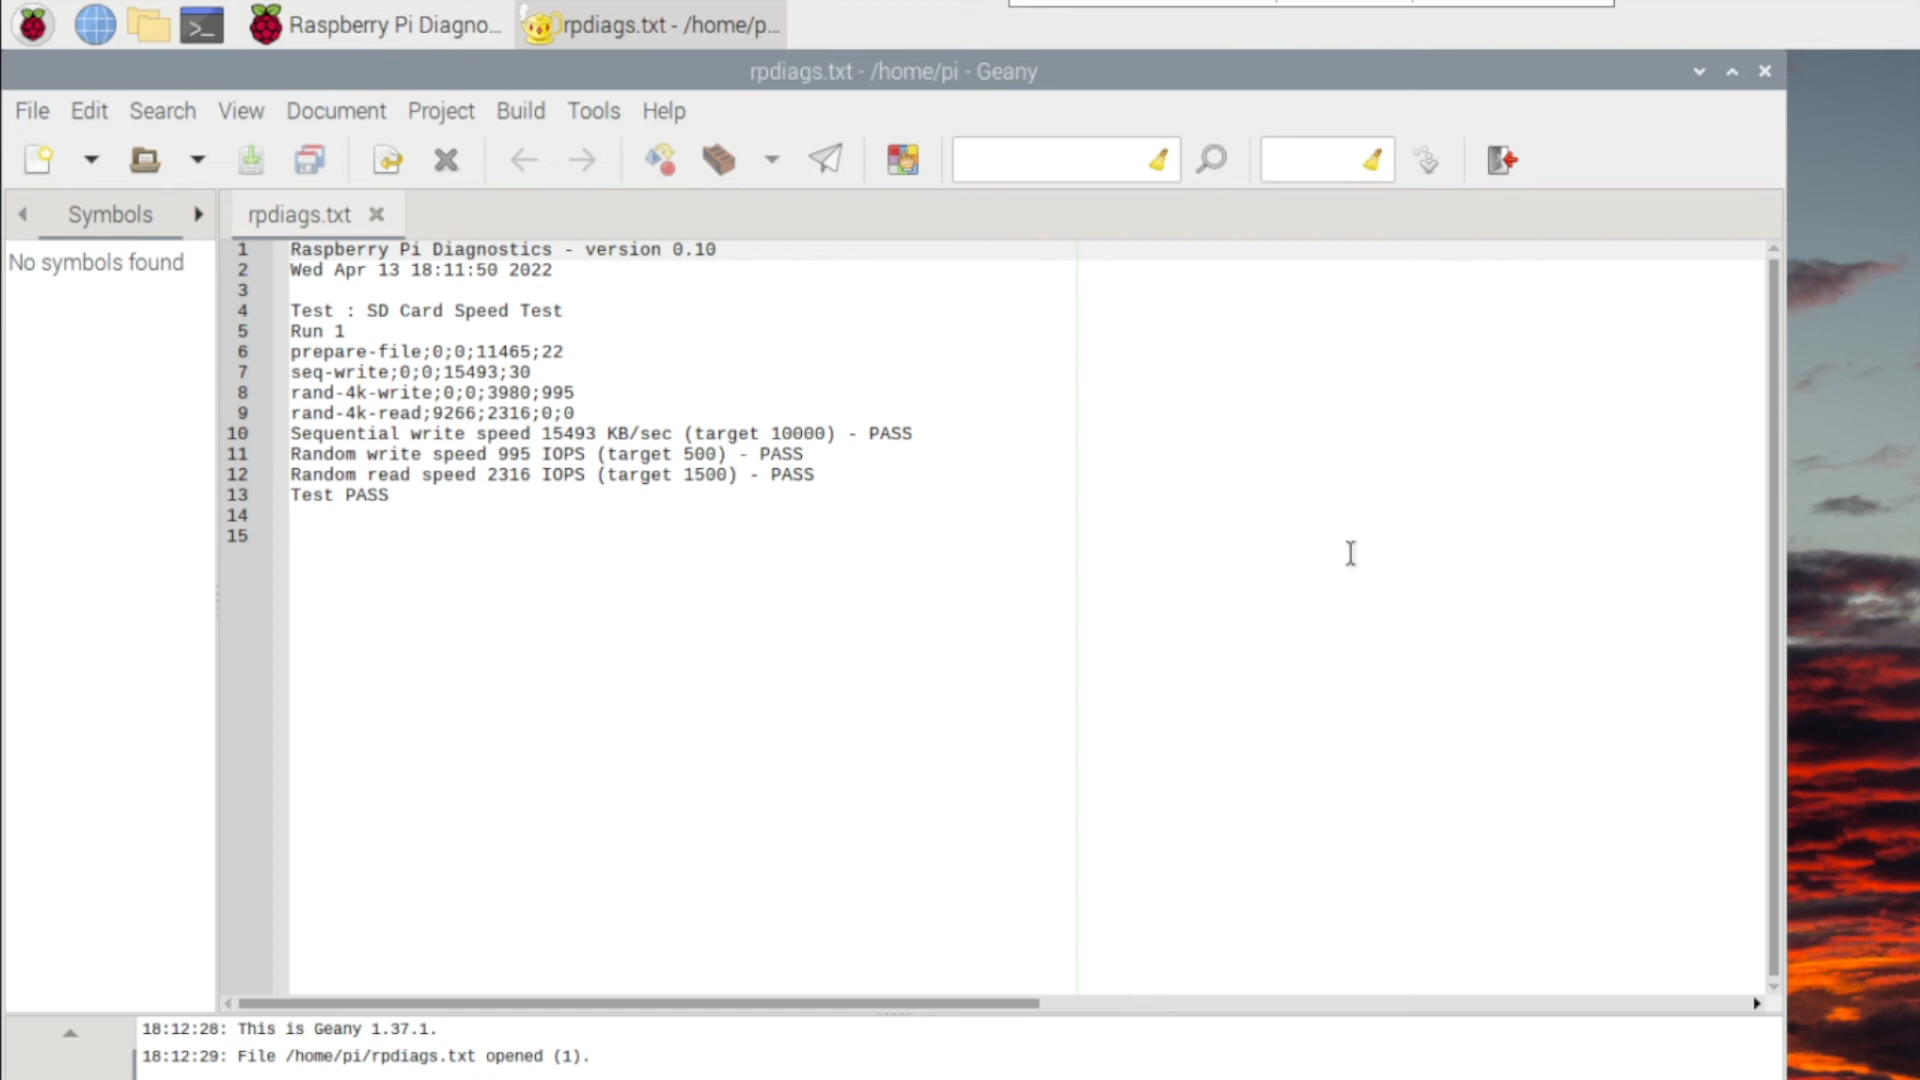 Raspberry Pi Diagno... rpdiags.txt - /home/p...
rpdiags.txt - /home/pi - Geany
File Edit Search View Document Project Build Tools Help
Symbols rpdiags.txt
No symbols found
1 Raspberry Pi Diagnostics - version 0.10
2 Wed Apr 13 18:11:50 2022
3
4 Test : SD Card Speed Test
5 Run 1
6 prepare-file;0;0;11465;22
7 seq-write;0;0;15493;30
8 rand-4k-write;0;0;3980;995
9 rand-4k-read;9266;2316;0;0
10 Sequential write speed 15493 KB/sec (target 10000) - PASS
11 Random write speed 995 IOPS (target 500) - PASS
12 Random read speed 2316 IOPS (target 1500) - PASS
13 Test PASS
14
15
18:12:28: This is Geany 1.37.1.
18:12:29: File /home/pi/rpdiags.txt opened (1).